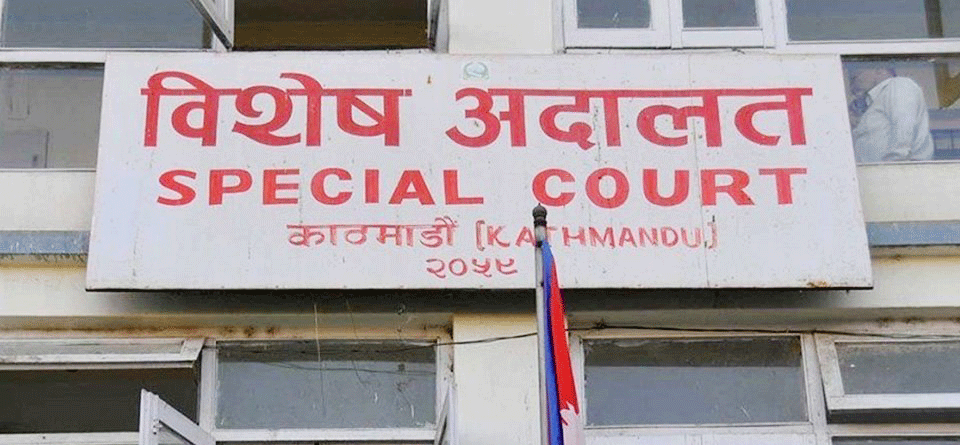 विशेष अदालत
SPECIAL COURT
काठमाडौं [KATHMANDU]
२०५९